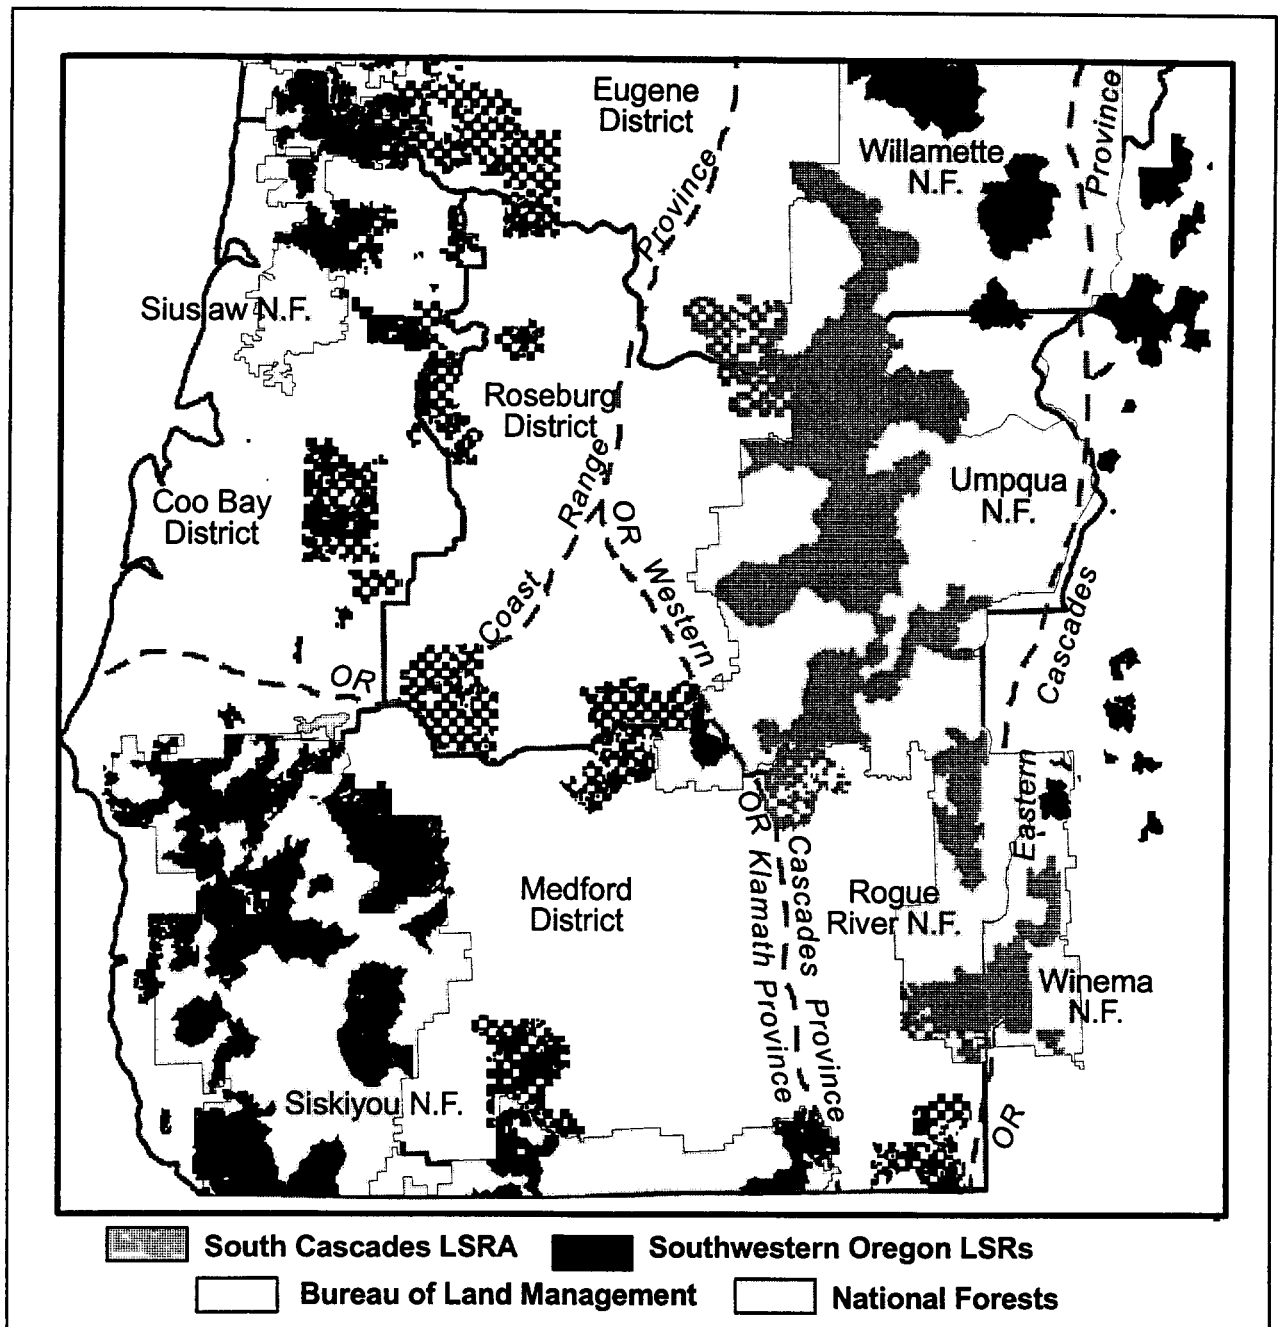 Eugene
District
Province
Willamette
N.F.
Province
Siuslaw N.F.
Roseburg
District
Coo Bay
District
Coast Range
OR Western
Umpqua
N.F.
Cascades
OR
Eastern
OR Klamath Province
Cascades Province
Medford
District
Rogue
River N.F.
Winema
N.F.
Siskiyou N.F.
OR
South Cascades LSRA
Southwestern Oregon LSRs
Bureau of Land Management
National Forests